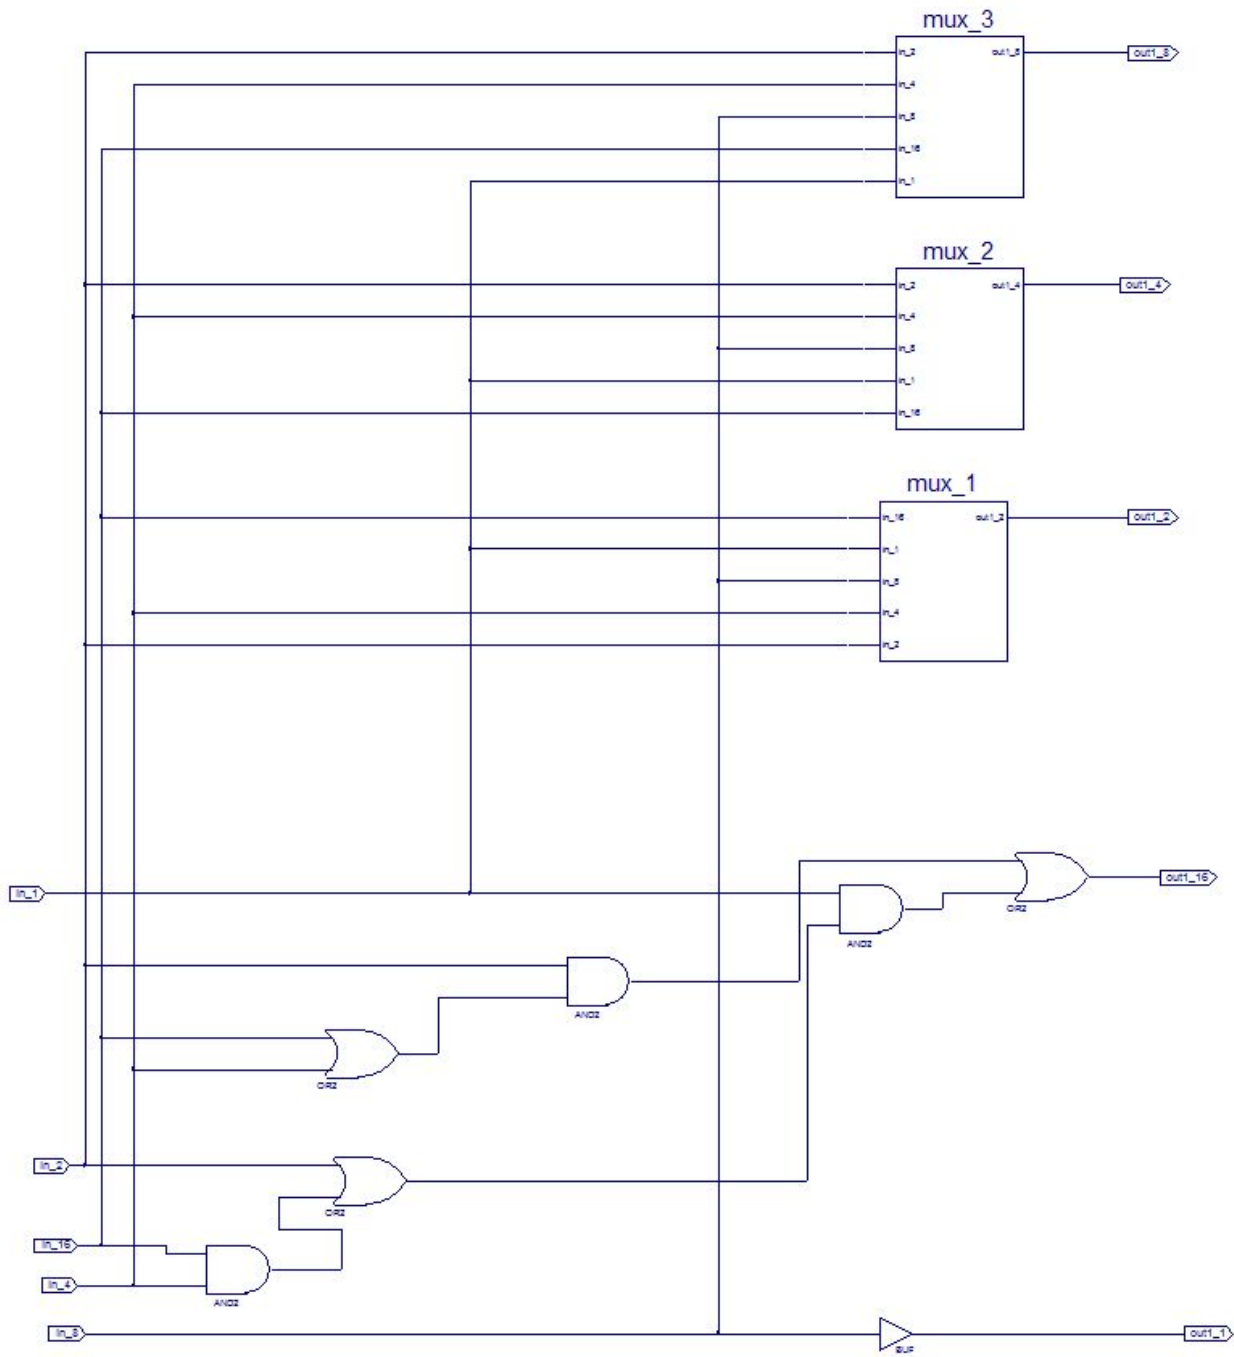 mux_3
in_2 out1_8 out1_8
in_4
in_8
in_16
in_1
mux_2
in_2 out1_4 out1_4
in_4
in_8
in_1
in_16
mux_1
in_16 out1_2 out1_2
in_1
in_8
in_4
in_2
in_1 out1_16
OR2
AND2
AND2
OR2
in_2
OR2
in_16
in_4
AND2
in_8 out1_1
BUF